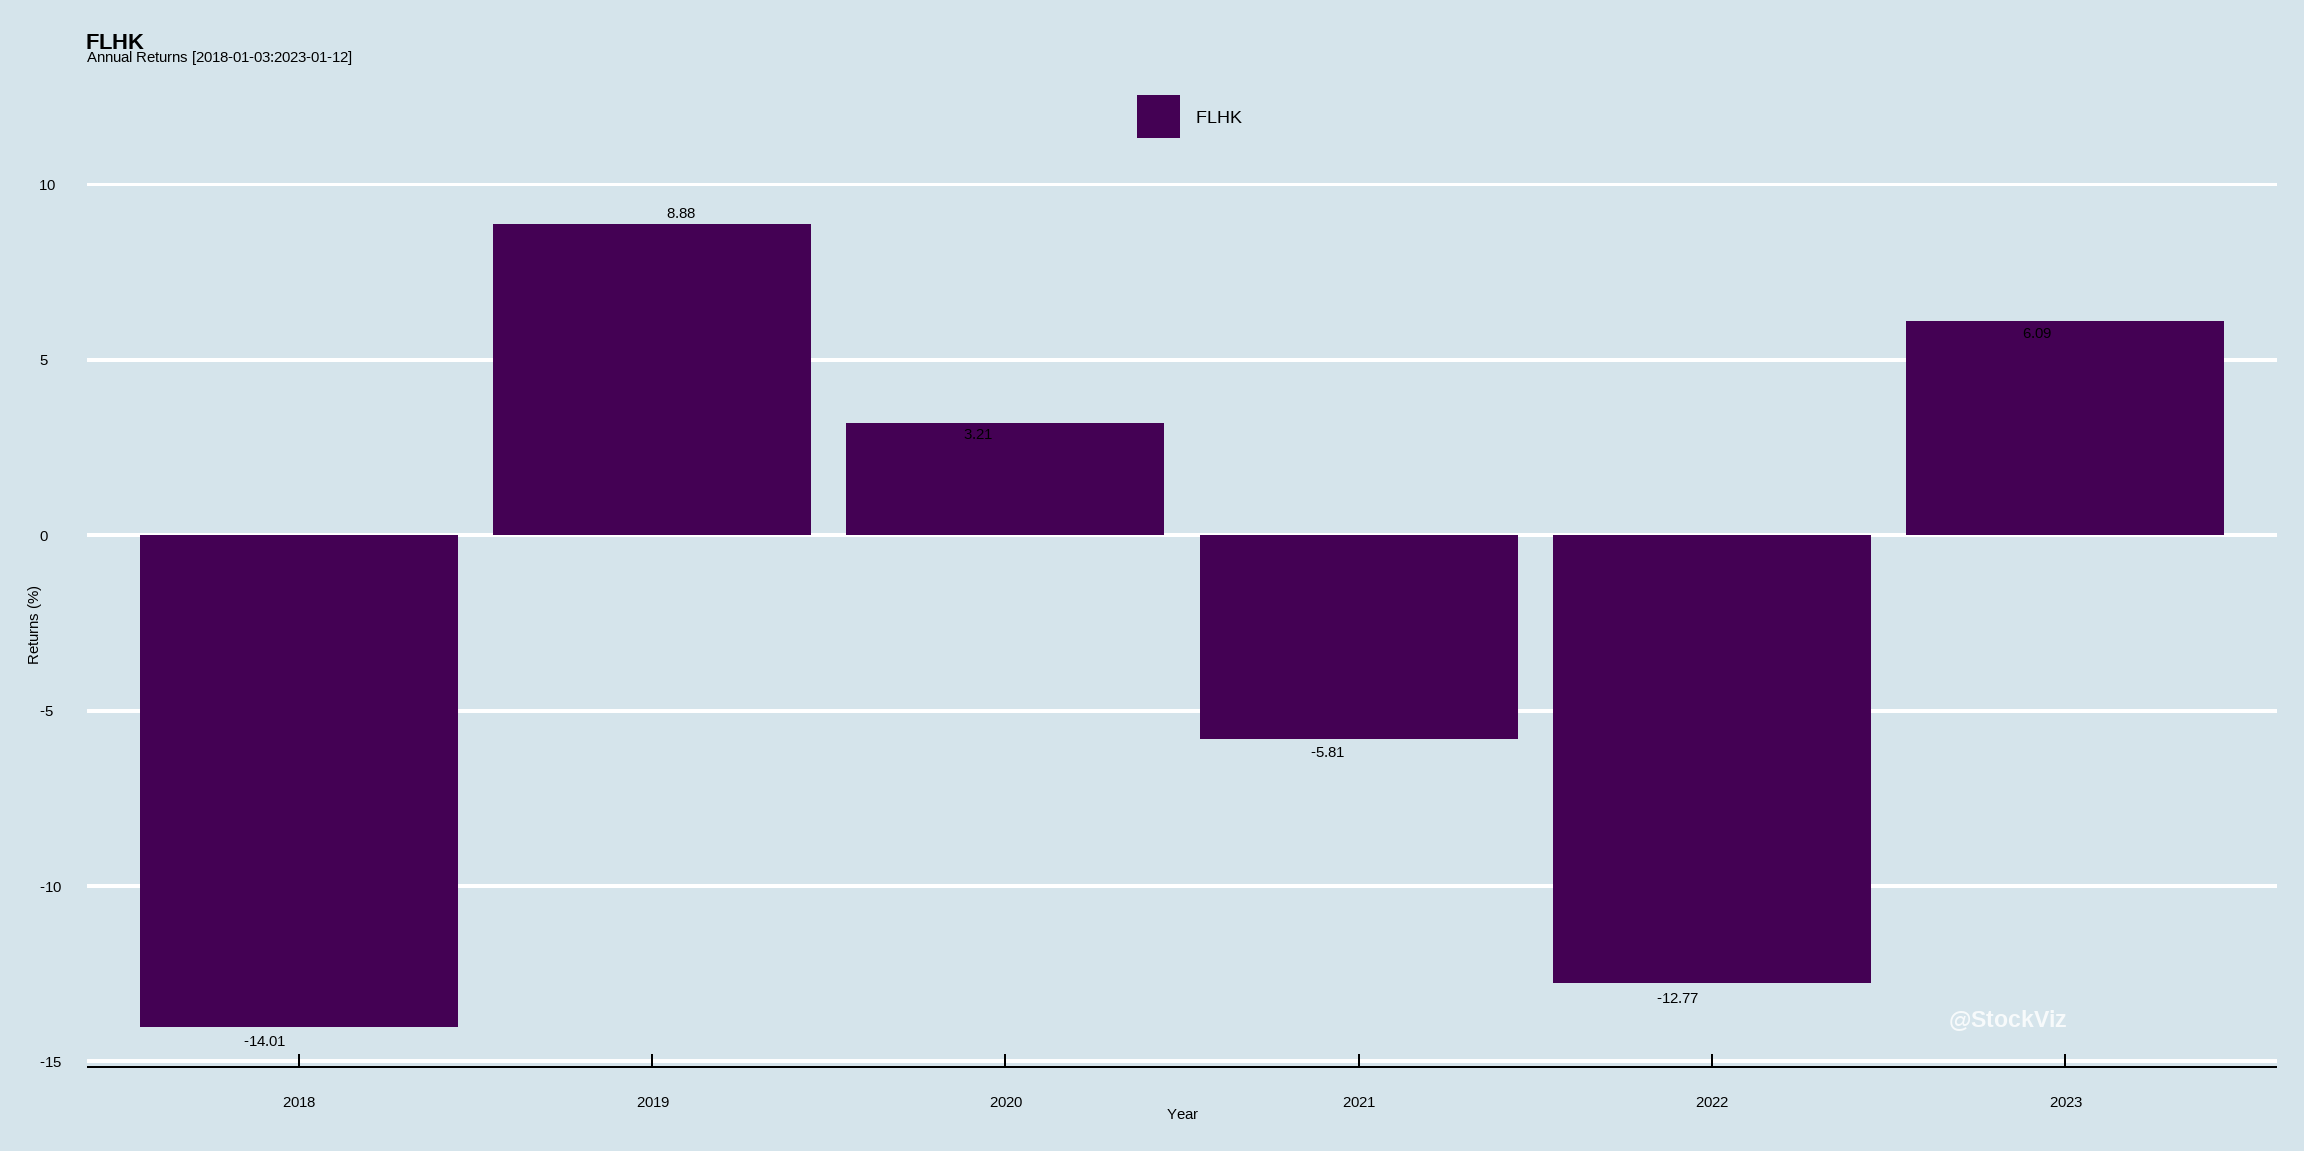 FLHK
Annual Returns [2018-01-03:2023-01-12]
FLHK
10
8.88
6.09
5
3.21
0
Returns (%)
-5
-5.81
-10
-12.77
@StockViz
-14.01
-15
2018 2019 2020 2021 2022 2023
Year